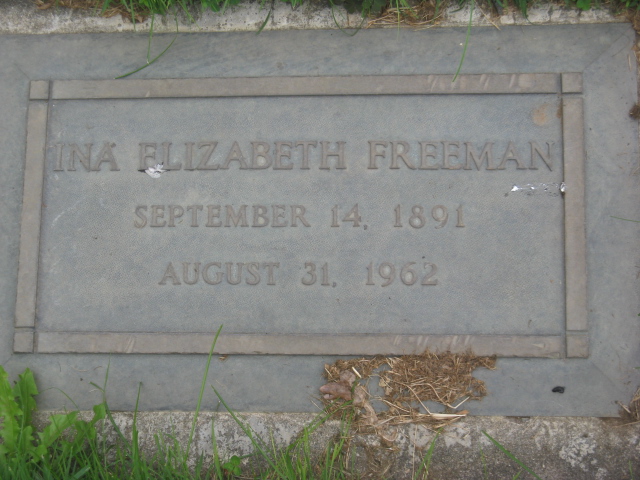 INA ELIZABETH FREEMAN
SEPTEMBER 14, 1891
AUGUST 31, 1962